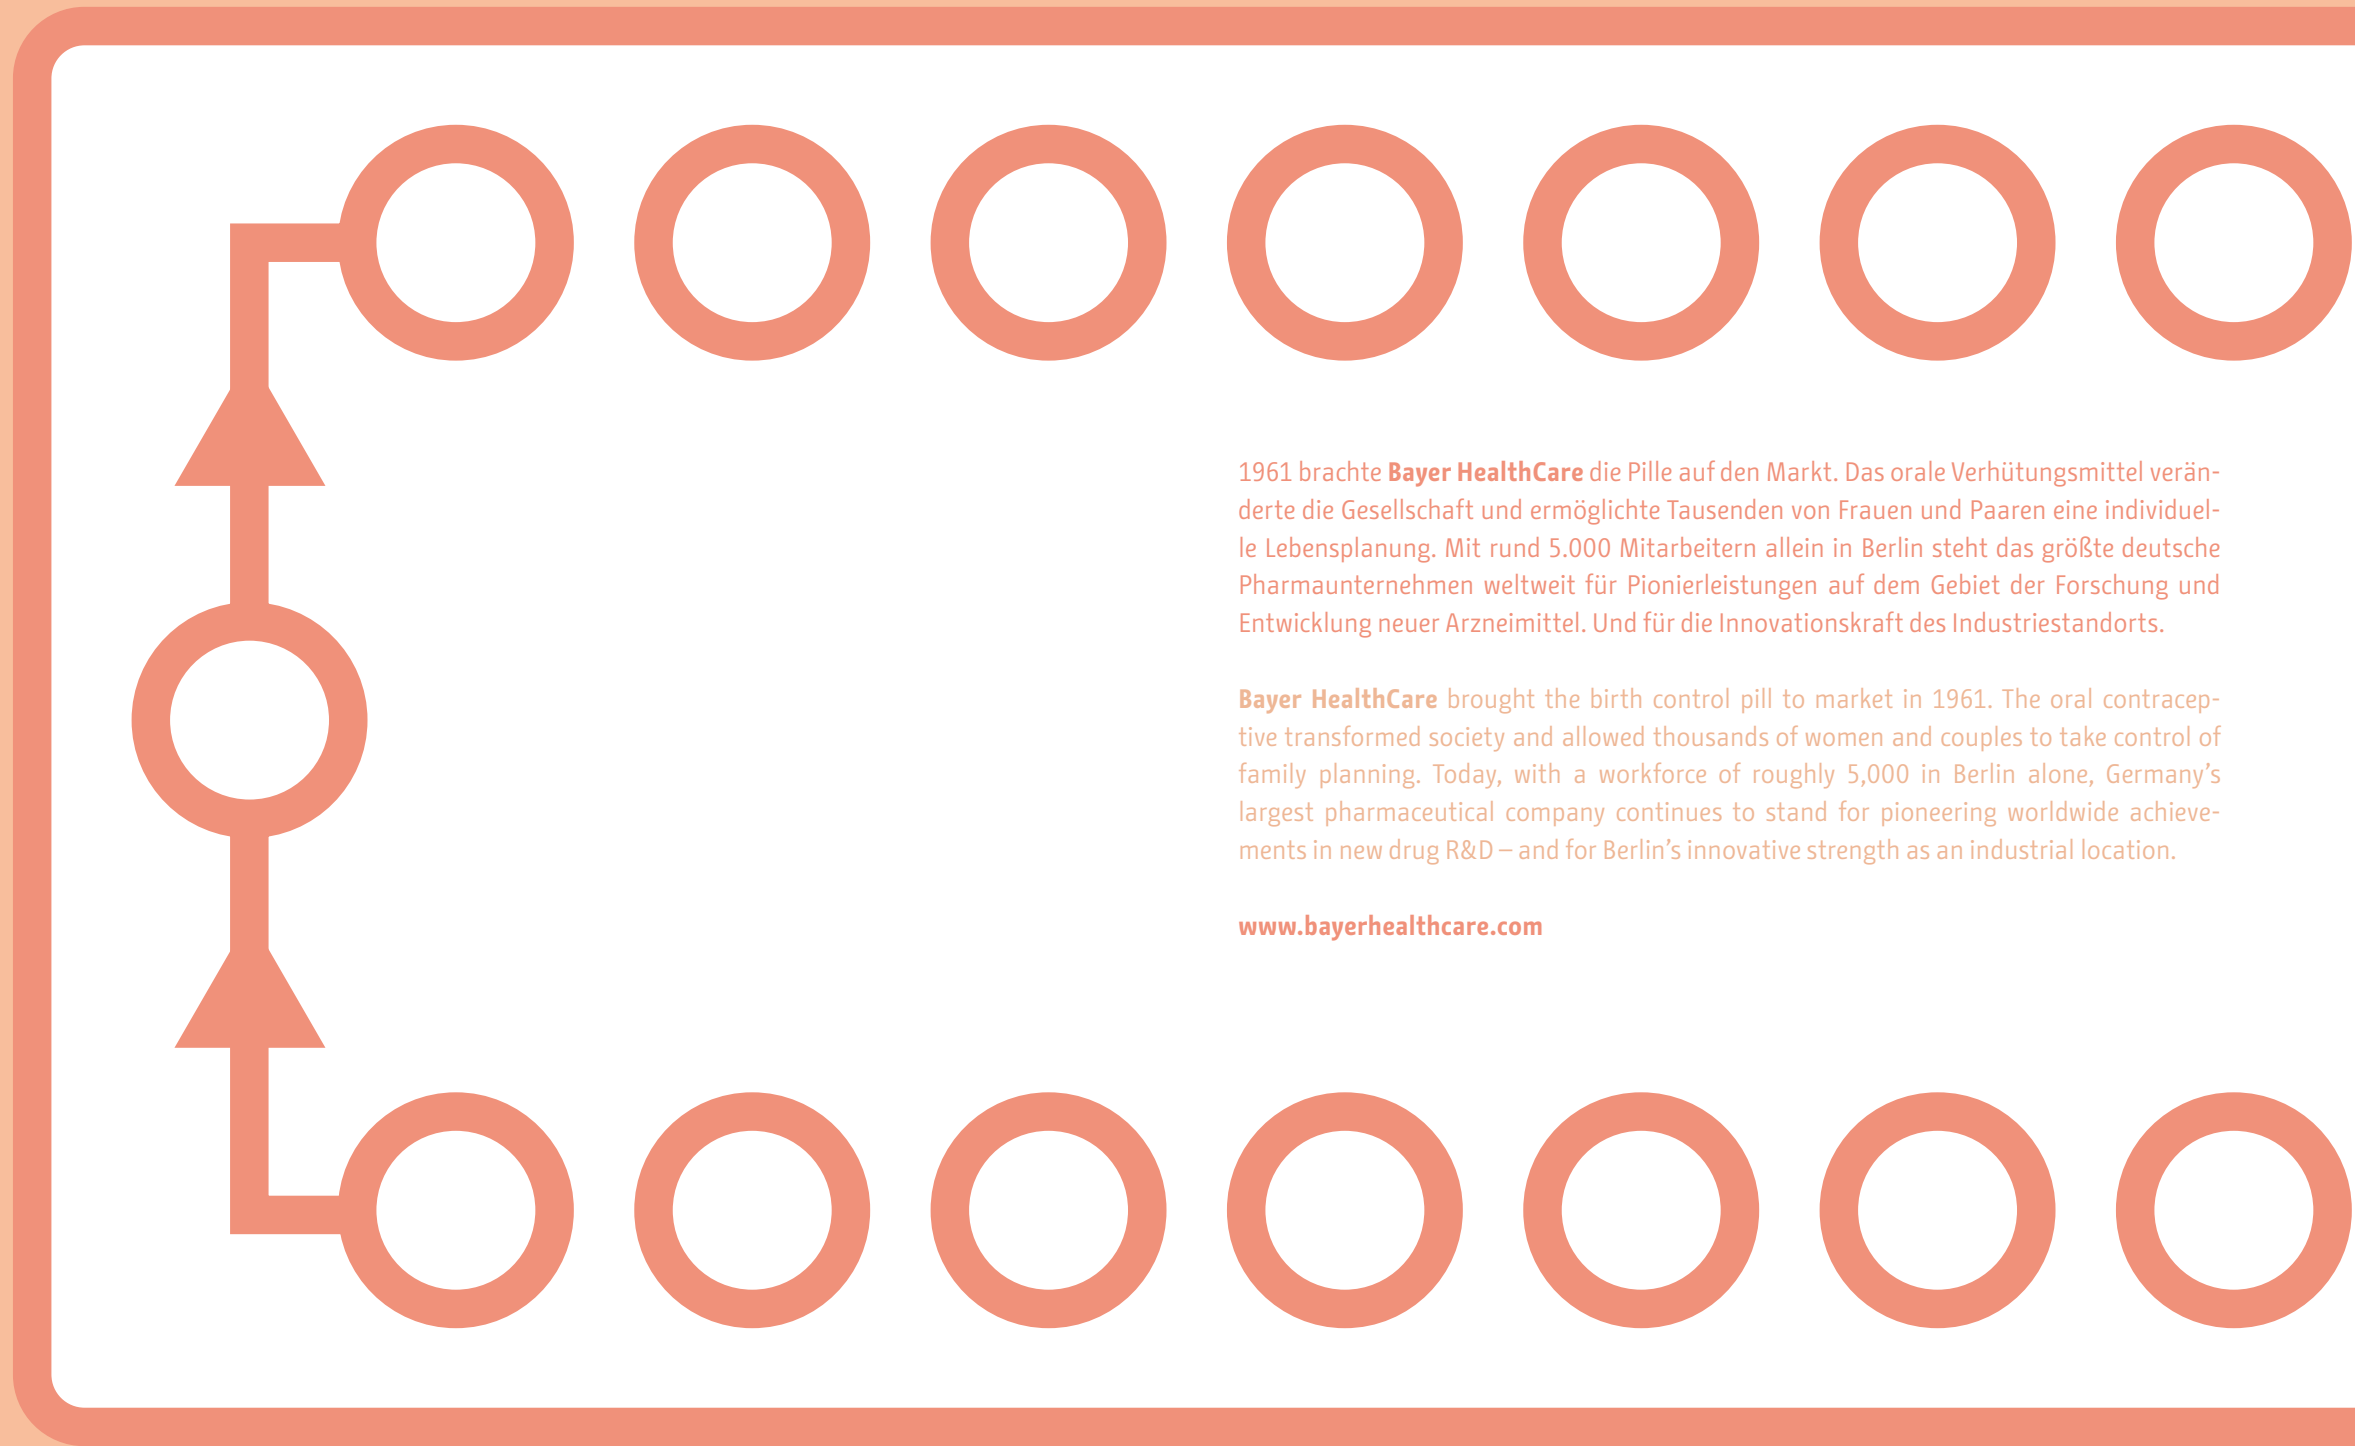 1961 brachte Bayer HealthCare die Pille auf den Markt. Das orale Verhütungsmittel verän-
derte die Gesellschaft und ermöglichte Tausenden von Frauen und Paaren eine individuel-
le Lebensplanung. Mit rund 5.000 Mitarbeitern allein in Berlin steht das größte deutsche
Pharmaunternehmen weltweit für Pionierleistungen auf dem Gebiet der Forschung und
Entwicklung neuer Arzneimittel. Und für die Innovationskraft des Industriestandorts.
Bayer HealthCare brought the birth control pill to market in 1961. The oral contracep-
tive transformed society and allowed thousands of women and couples to take control of
family planning. Today, with a workforce of roughly 5,000 in Berlin alone, Germany’s
largest pharmaceutical company continues to stand for pioneering worldwide achieve-
ments in new drug R&D – and for Berlin’s innovative strength as an industrial location.
www.bayerhealthcare.com